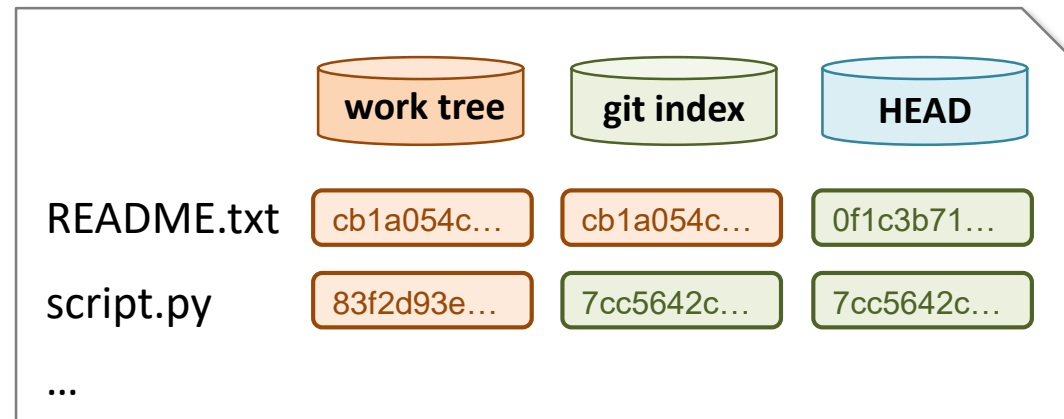 work tree git index HEAD
README.txt cb1a054c… cb1a054c… 0f1c3b71…
script.py 83f2d93e… 7cc5642c… 7cc5642c…
…